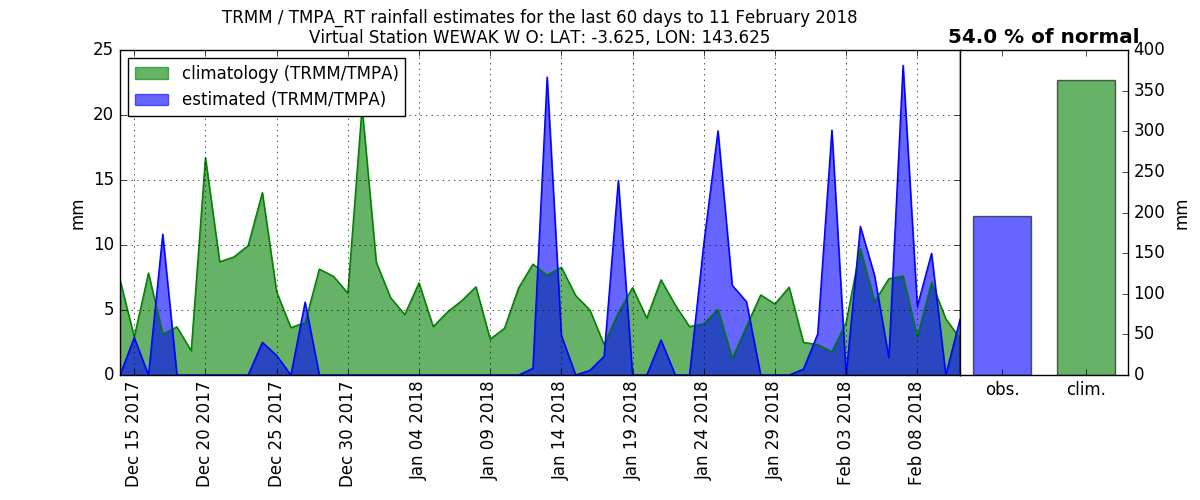 TRMM / TMPA_RT rainfall estimates for the last 60 days to 11 February 2018
Virtual Station WEWAK W O: LAT: -3.625, LON: 143.625
54.0 % of normal
climatology (TRMM/TMPA)
estimated (TRMM/TMPA)
25
20
15
10
5
0
mm
Dec 15 2017
Dec 20 2017
Dec 25 2017
Dec 30 2017
Jan 04 2018
Jan 09 2018
Jan 14 2018
Jan 19 2018
Jan 24 2018
Jan 29 2018
Feb 03 2018
Feb 08 2018
obs.
clim.
400
350
300
250
200
150
100
50
0
mm